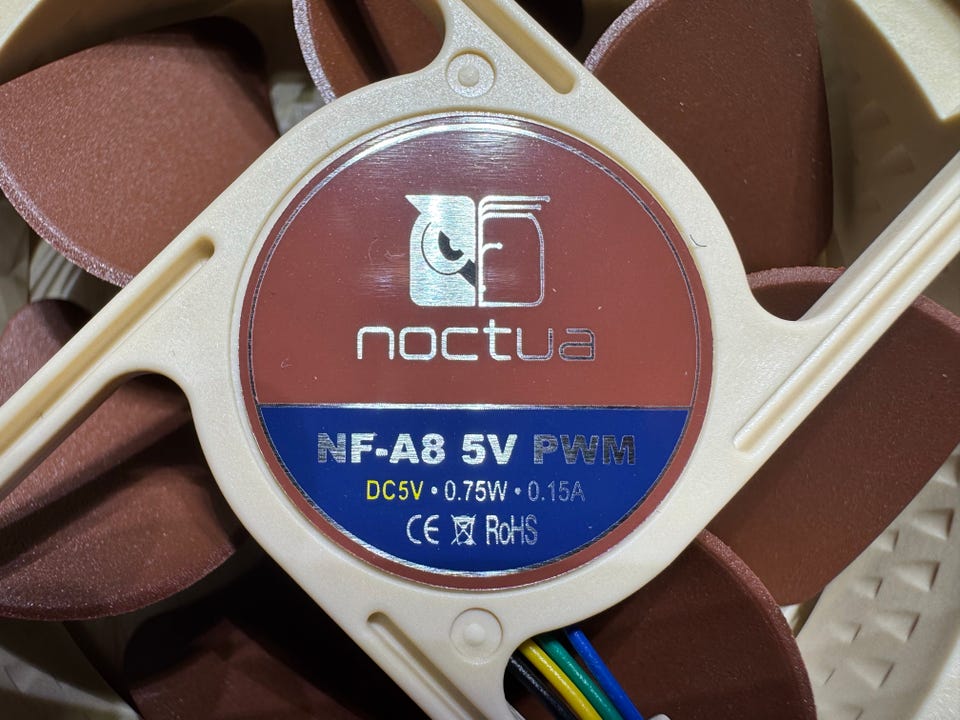 noctua
NF-A8 5V PWM
DC5V • 0.75W • 0.15A
CE RoHS